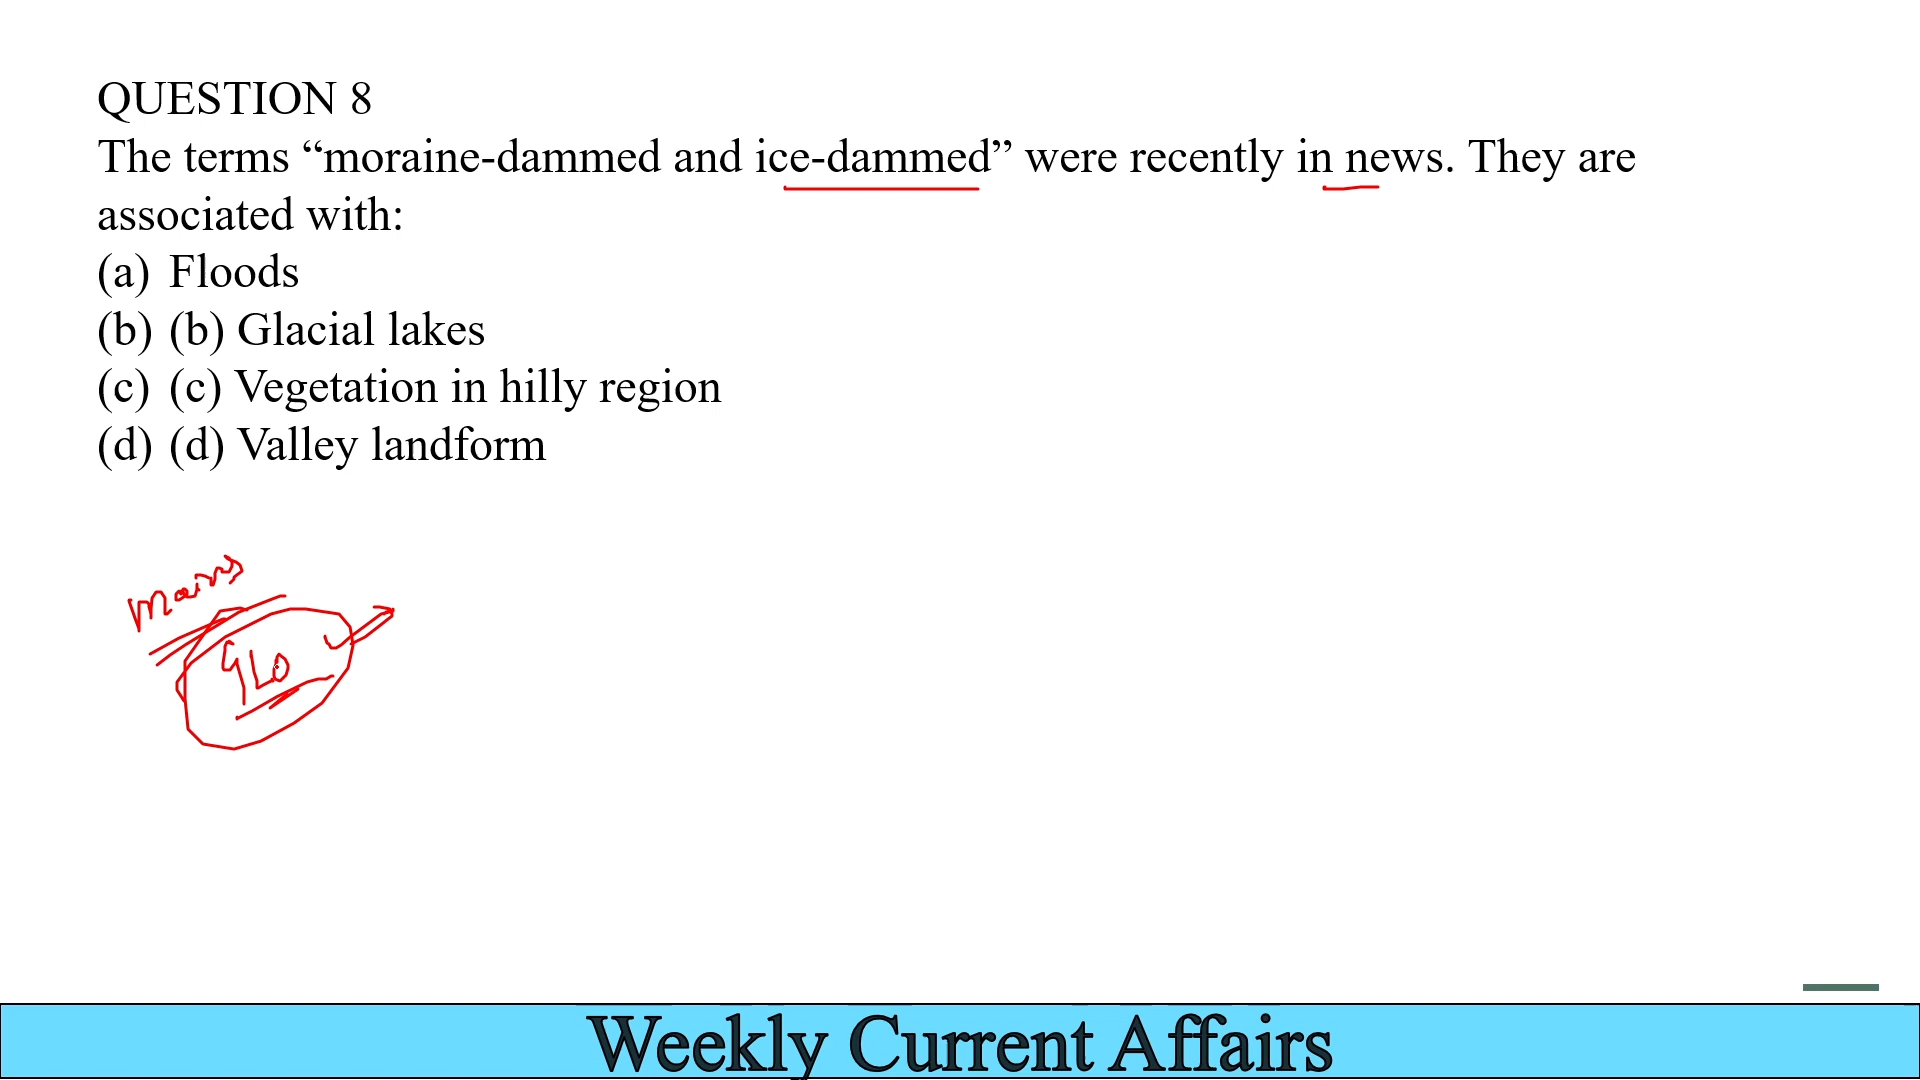 QUESTION 8
The terms “moraine-dammed and ice-dammed” were recently in news. They are
associated with:
(a) Floods
(b) (b) Glacial lakes
(c) (c) Vegetation in hilly region
(d) (d) Valley landform
Mains
GLO
Weekly Current Affairs